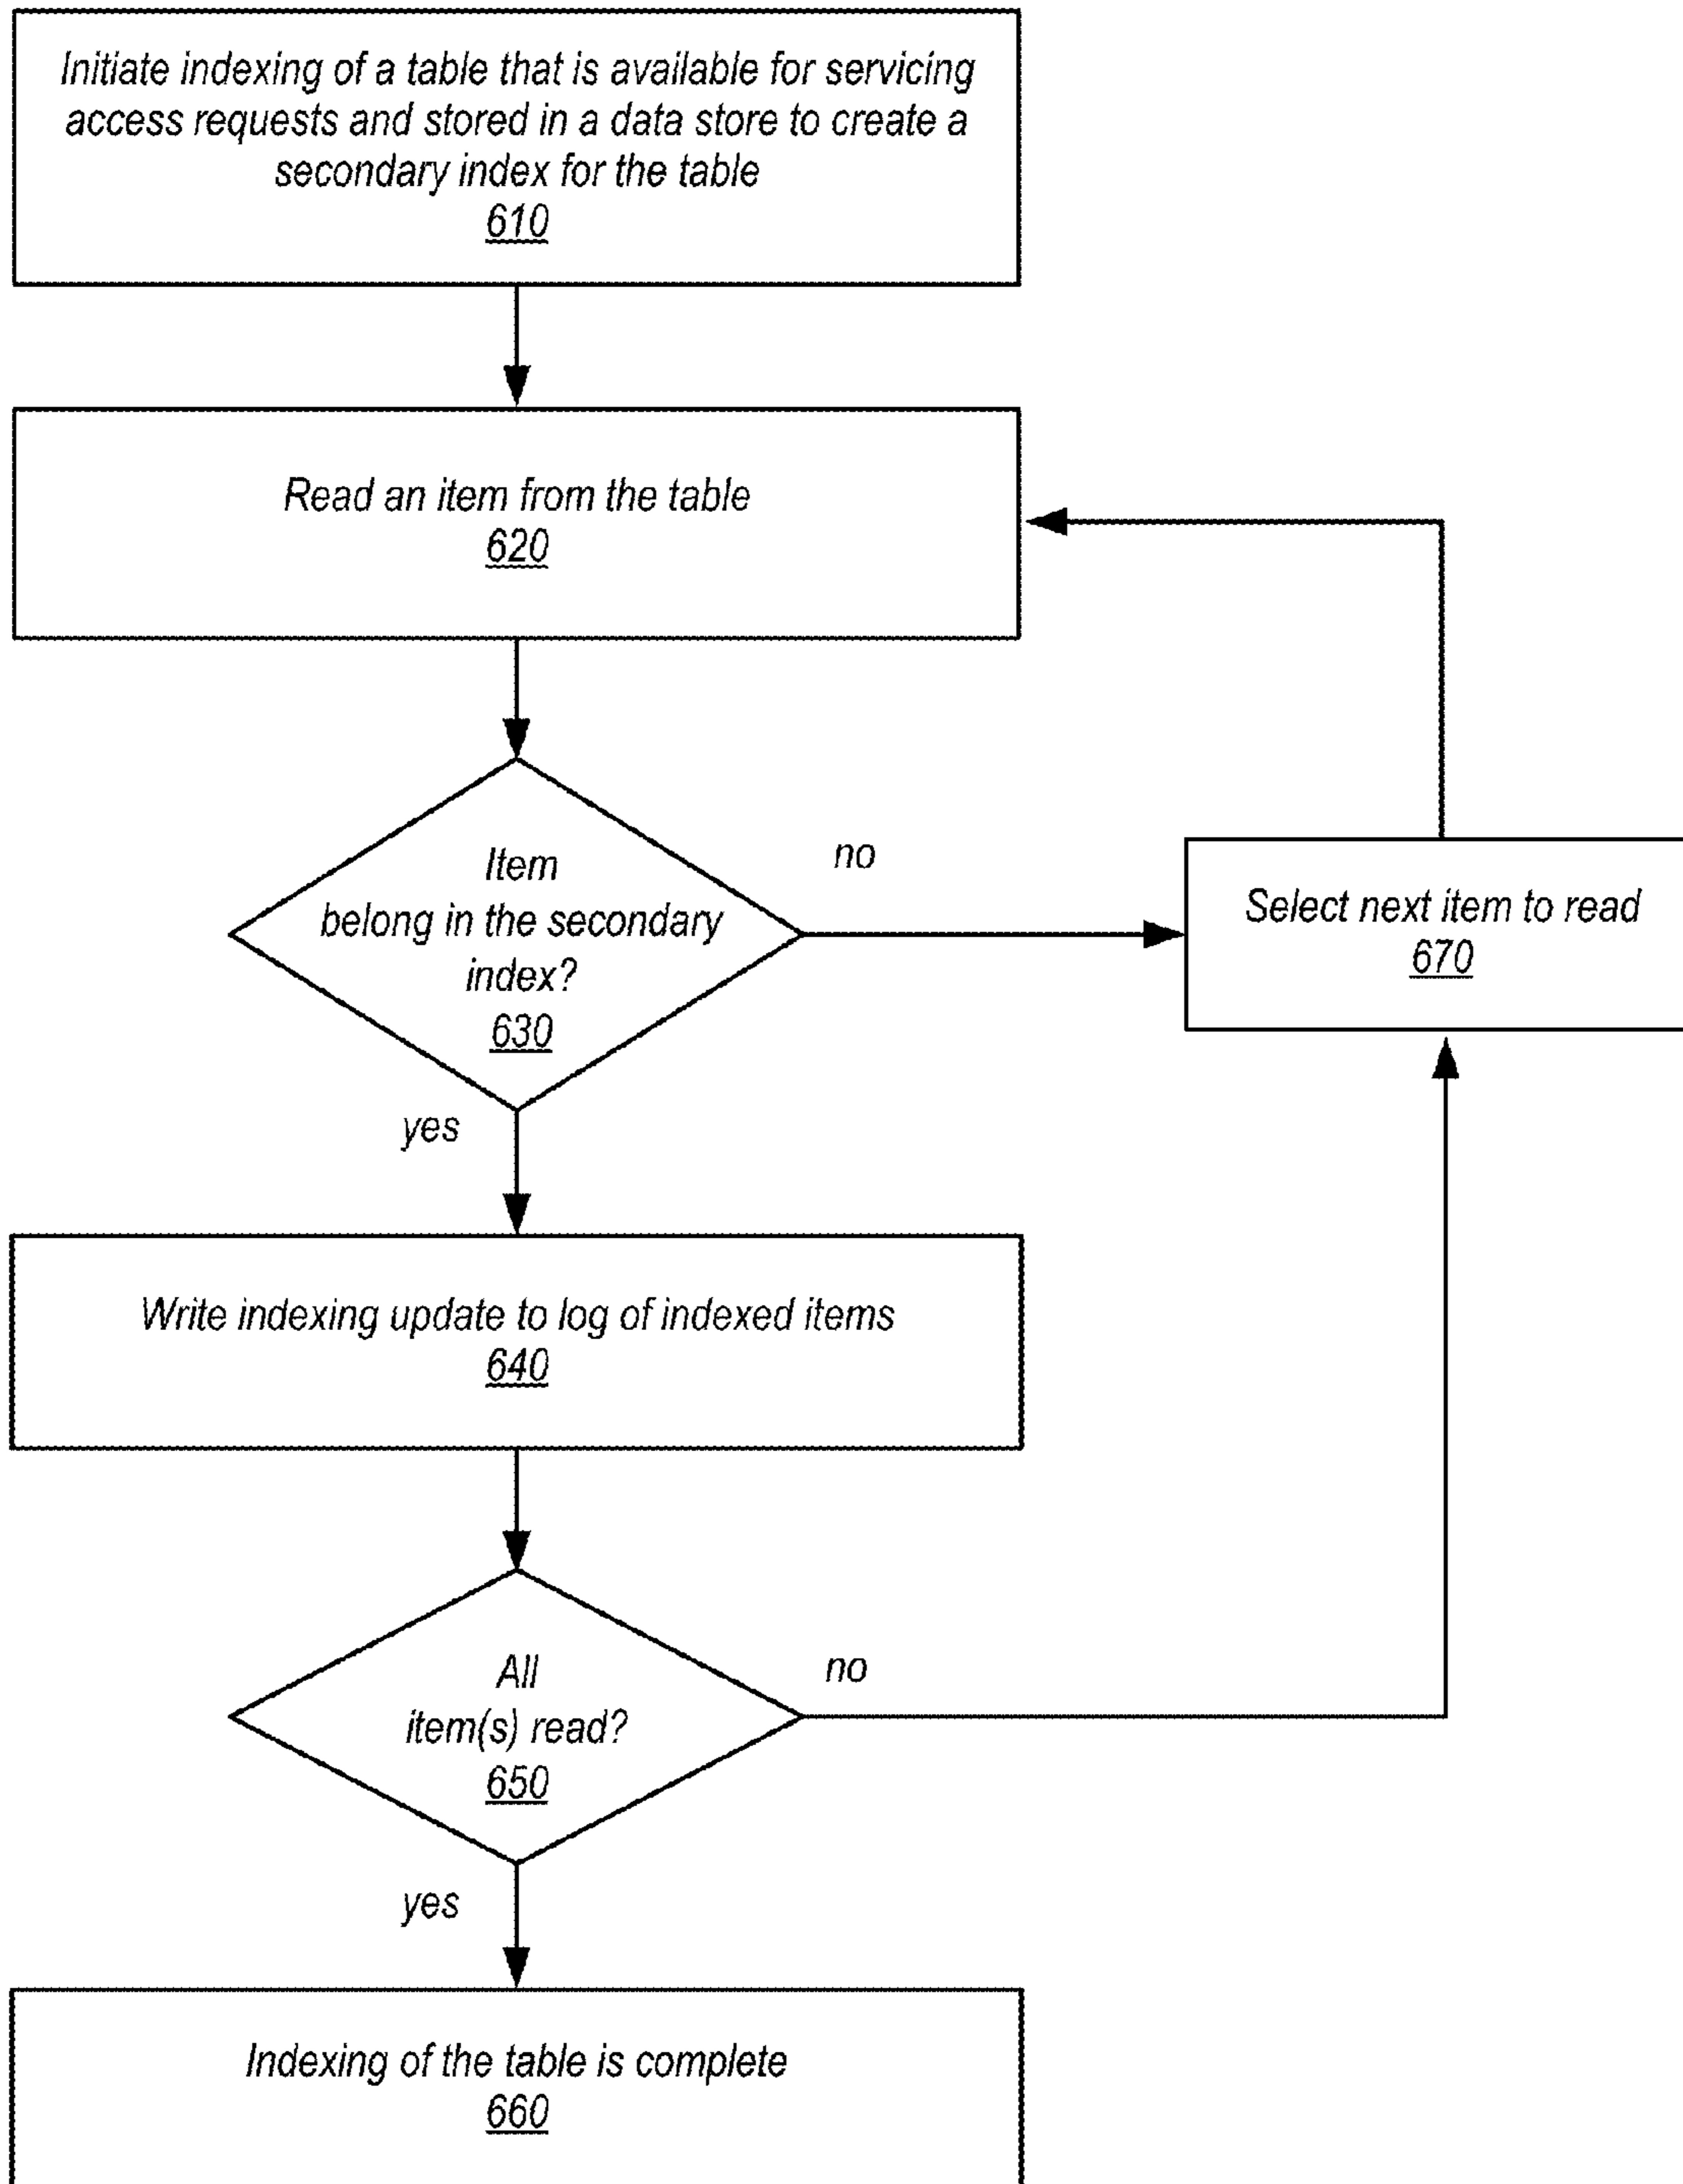 Initiate indexing of a table that is available for servicing
access requests and stored in a data store to create a
secondary index for the table
610
Read an item from the table
620
Item
belong in the secondary
index?
630
no
Select next item to read
670
yes
Write indexing update to log of indexed items
640
All
item(s) read?
650
no
yes
Indexing of the table is complete
660